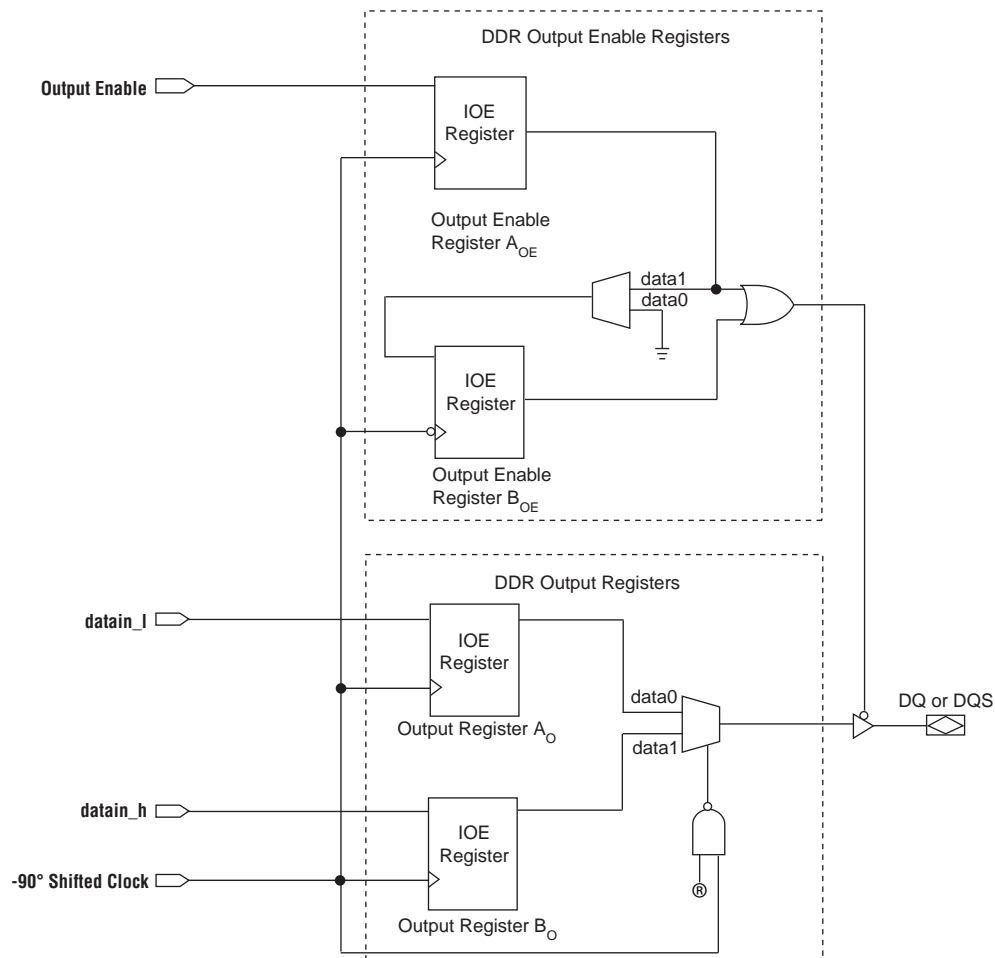 DDR Output Enable Registers
Output Enable
IOE
Register
Output Enable
Register A_OE
data1
data0
IOE
Register
Output Enable
Register B_OE
DDR Output Registers
datain_l
IOE
Register
data0
DQ or DQS
Output Register A_O
data1
datain_h
IOE
Register
-90° Shifted Clock
®
Output Register B_O